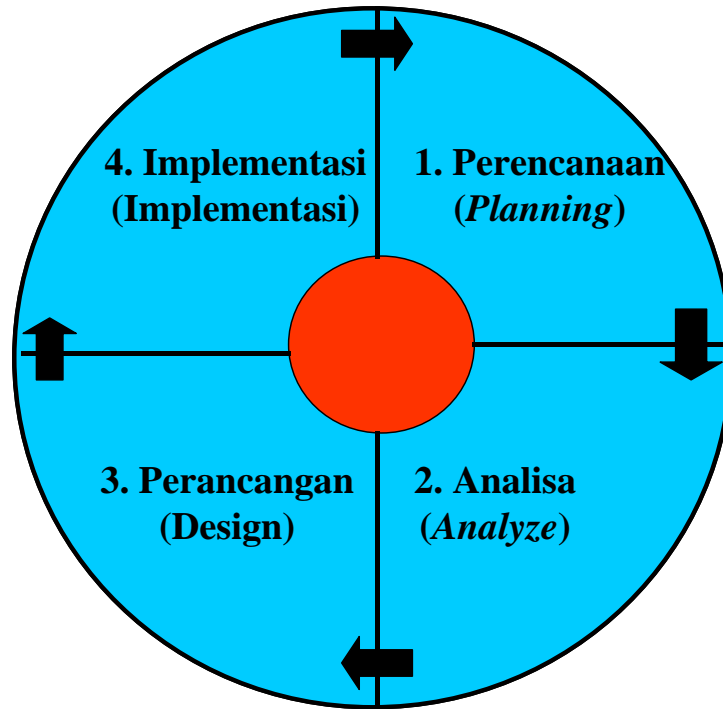 4. Implementasi
(Implementasi)
1. Perencanaan
(Planning)
3. Perancangan
(Design)
2. Analisa
(Analyze)